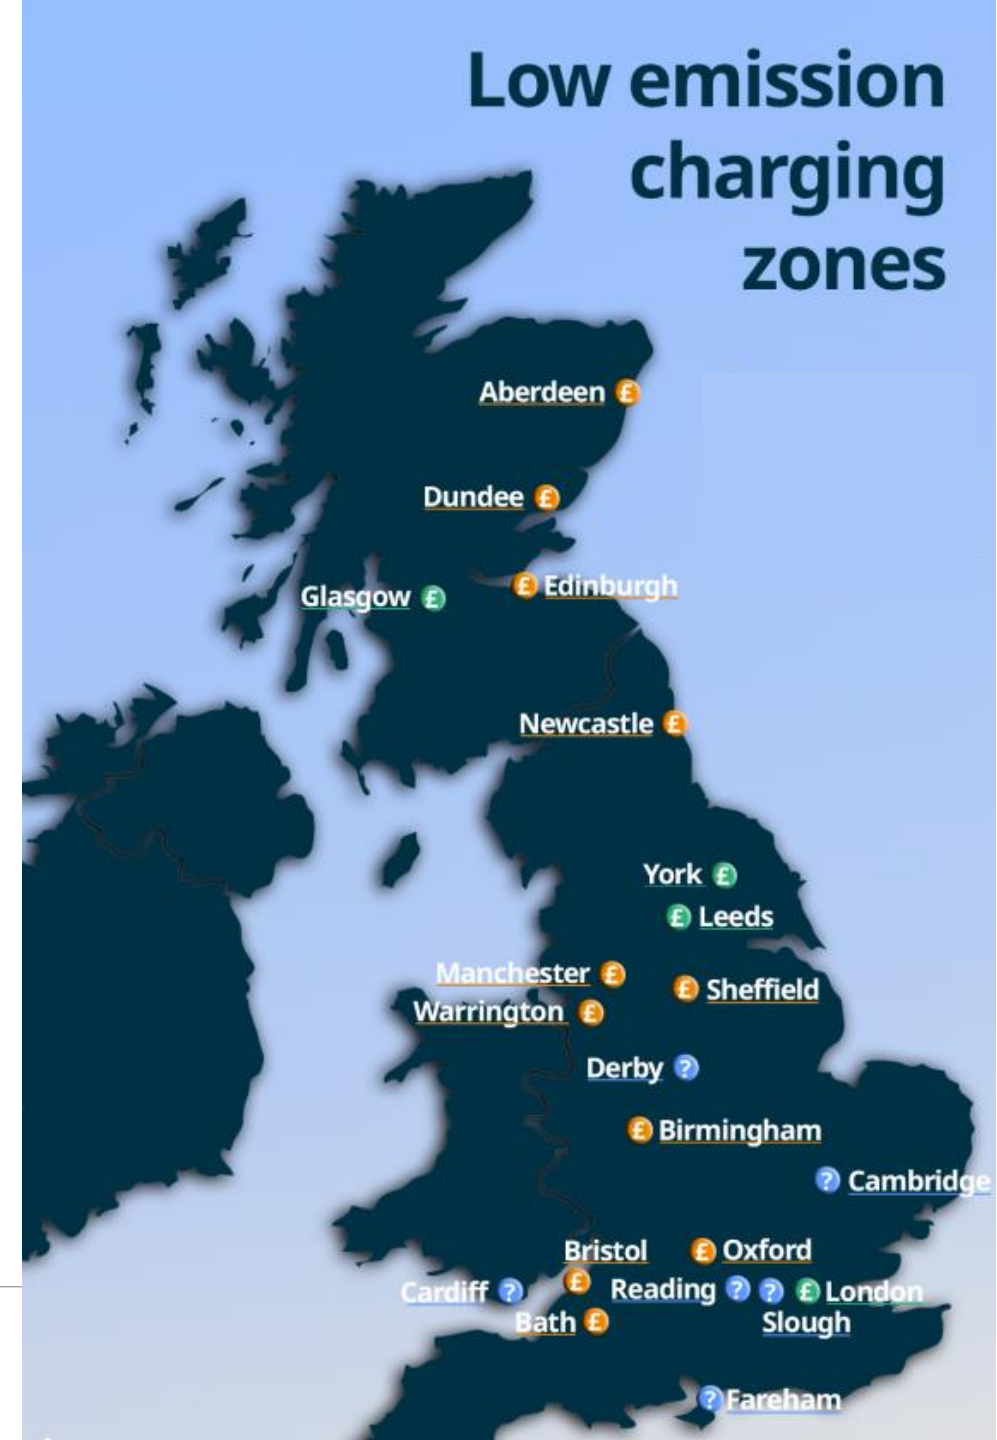 Low emission
charging
zones
Aberdeen £
Dundee £
£ Edinburgh
Glasgow £
Newcastle £
York £
£ Leeds
Manchester £
£ Sheffield
Warrington £
Derby ?
£ Birmingham
? Cambridge
Bristol
£
£ Oxford
Cardiff ?
Reading ?
? £ London
Slough
Bath £
? Fareham